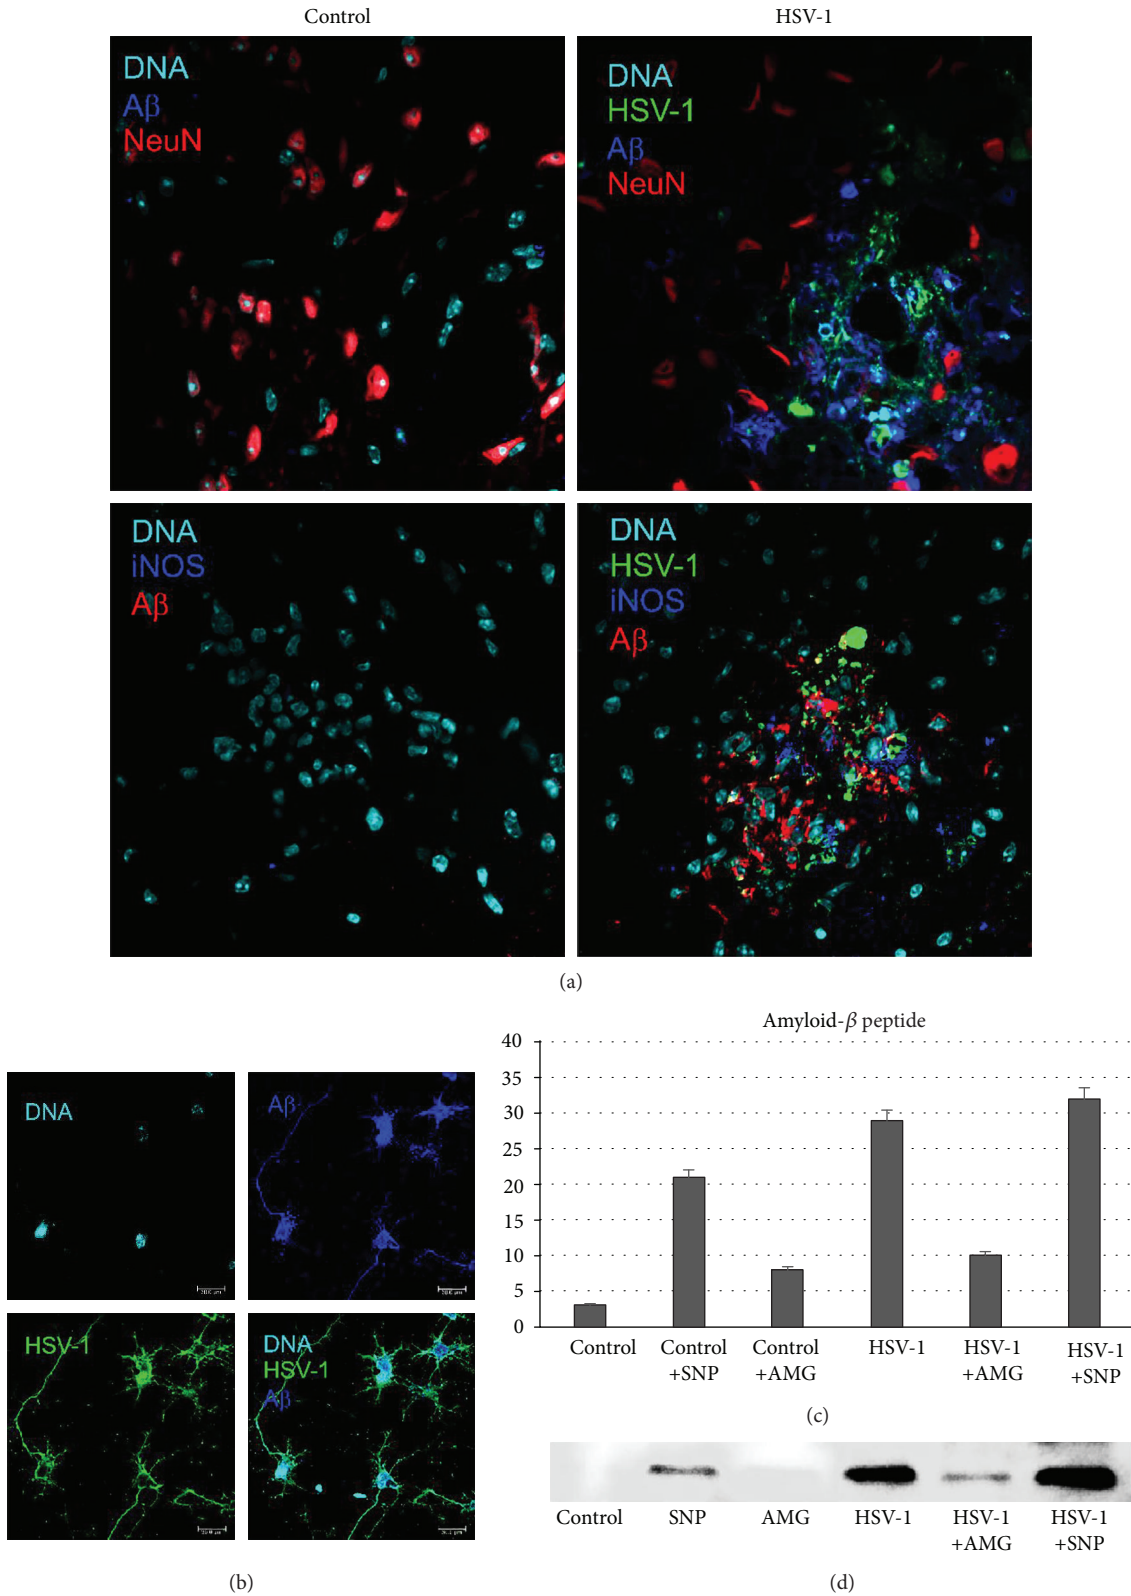 Control
HSV-1
DNA
Aβ
NeuN
DNA
HSV-1
Aβ
NeuN
DNA
iNOS
Aβ
DNA
HSV-1
iNOS
Aβ
(a)
DNA
Aβ
HSV-1
DNA
HSV-1
Aβ
(b)
Amyloid-β peptide
40
35
30
25
20
15
10
5
0
Control
Control
+SNP
Control
+AMG
HSV-1
HSV-1
+AMG
HSV-1
+SNP
(c)
Control
SNP
AMG
HSV-1
HSV-1
+AMG
HSV-1
+SNP
(d)